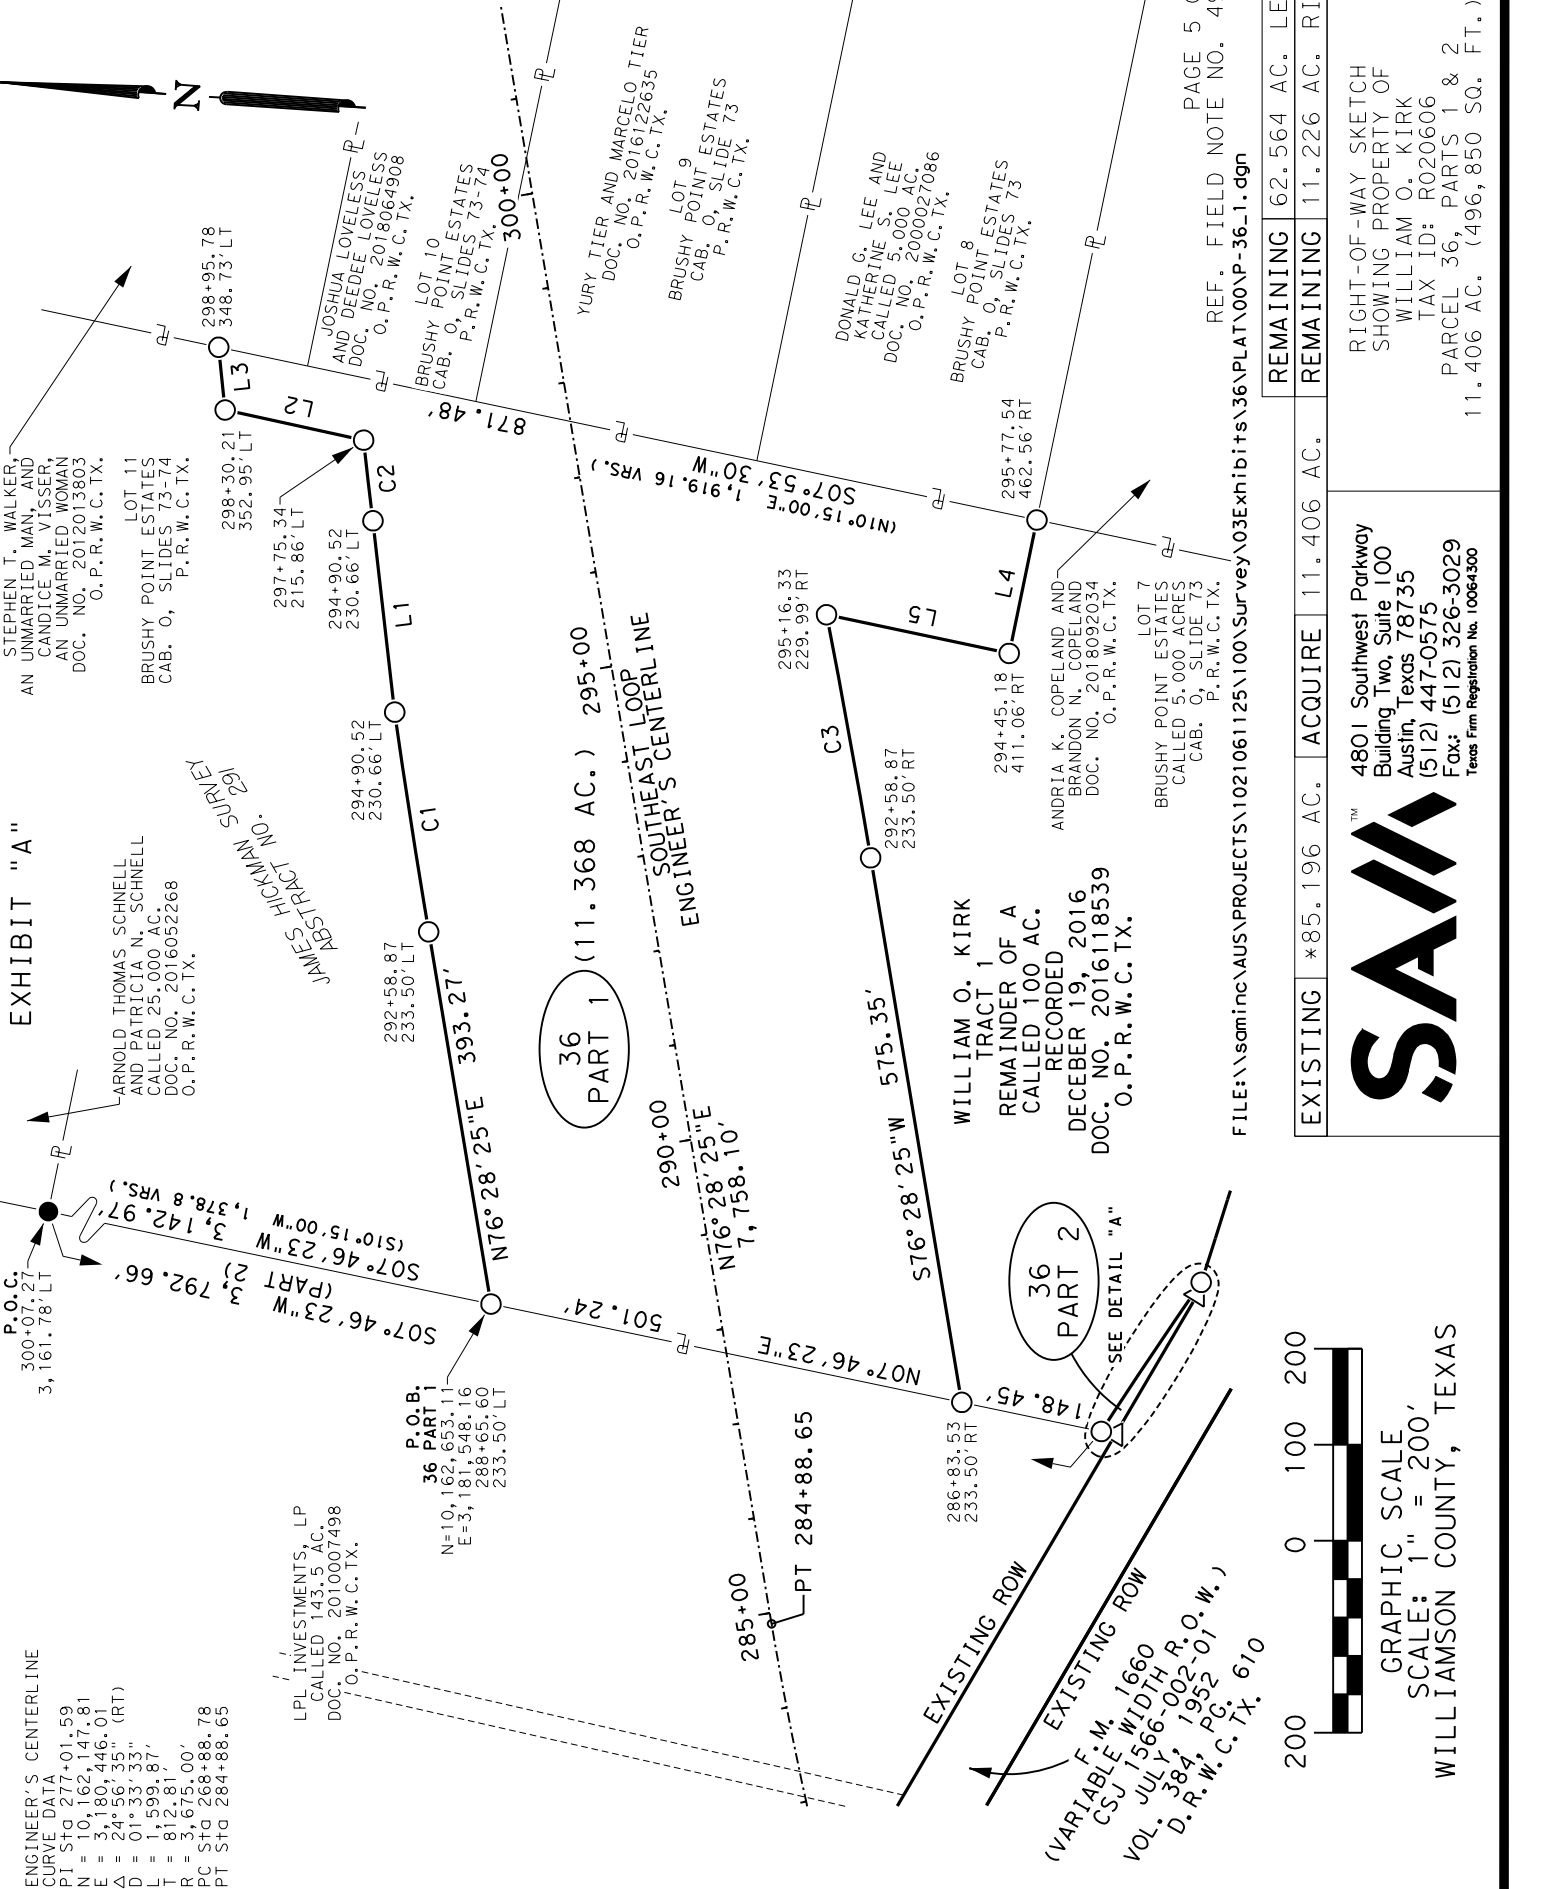 EXHIBIT "A"
ENGINEER'S CENTERLINE
CURVE DATA
PI Sta 277+01.59
N = 10,162,147.81
E = 3,180,446.01
Δ = 24°56'35" (RT)
D = 01°33'33"
L = 1,599.87'
T = 812.81'
R = 3,675.00'
PC Sta 268+88.78
PT Sta 284+88.65
P.O.C.
300+07.27
3,161.78'LT
ARNOLD THOMAS SCHNELL
AND PATRICIA N. SCHNELL
CALLED 25.000 AC.
DOC. NO. 2016052268
O.P.R.W.C.TX.
STEPHEN T. WALKER,
AN UNMARRIED MAN, AND
CANDICE M. VISSER,
AN UNMARRIED WOMAN
DOC. NO. 2012013803
O.P.R.W.C.TX.
LOT 11
BRUSHY POINT ESTATES
CAB. O, SLIDES 73-74
P.R.W.C.TX.
N
JAMES HICKMAN SURVEY
ABSTRACT NO. 291
S07°46'23"W 3,142.97'
(S10°15'00"W 1,378.8 VRS.)
S07°46'23"W 3,792.66'
(PART 2)
LPL INVESTMENTS, LP
CALLED 143.5 AC.
DOC. NO. 2010007498
O.P.R.W.C.TX.
P.O.B.
36 PART 1
N=10,162,653.11
E=3,181,548.16
288+65.60
233.50'LT
N76°28'25"E 393.27'
292+58.87
233.50'LT
C1
294+90.52
230.66'LT
L1
294+90.52
230.66'LT
C2
297+75.34
215.86'LT
L2
298+30.21
352.95'LT
L3
298+95.78
348.73'LT
JOSHUA LOVELESS
AND DEEDEE LOVELESS
DOC. NO. 2018064908
O.P.R.W.C.TX.
LOT 10
BRUSHY POINT ESTATES
CAB. O, SLIDES 73-74
P.R.W.C.TX.
300+00
YURY TIER AND MARCELO TIER
DOC. NO. 2016122635
O.P.R.W.C.TX.
LOT 9
BRUSHY POINT ESTATES
CAB. O, SLIDE 73
P.R.W.C.TX.
DONALD G. LEE AND
KATHERINE S. LEE
CALLED 5.000 AC.
DOC. NO. 2000027086
O.P.R.W.C.TX.
LOT 8
BRUSHY POINT ESTATES
CAB. O, SLIDES 73
P.R.W.C.TX.
871.48'
S07°53'30"W
(N10°15'00"E 1,919.16 VRS.)
36
PART 1
(11.368 AC.)
295+00
SOUTHEAST LOOP
ENGINEER'S CENTERLINE
290+00
N76°28'25"E
7,758.10'
285+00
PT 284+88.65
501.24'
N07°46'23"E
286+83.53
233.50'RT
148.45'
S76°28'25"W 575.35'
292+58.87
233.50'RT
C3
295+16.33
229.99'RT
L5
294+45.18
411.06'RT
L4
295+77.54
462.56'RT
ANDRIA K. COPELAND AND
BRANDON N. COPELAND
DOC. NO. 2018092034
O.P.R.W.C.TX.
LOT 7
BRUSHY POINT ESTATES
CALLED 5.000 ACRES
CAB. O, SLIDE 73
P.R.W.C.TX.
WILLIAM O. KIRK
TRACT 1
REMAINDER OF A
CALLED 100 AC.
RECORDED
DECEBER 19, 2016
DOC. NO. 2016118539
O.P.R.W.C.TX.
36
PART 2
SEE DETAIL "A"
EXISTING ROW
EXISTING ROW
F.M. 1660
(VARIABLE WIDTH R.O.W.)
CSJ 1566-002-01
JULY, 1952
VOL. 384, PG. 610
D.R.W.C.TX.
200 100 0 200
GRAPHIC SCALE
SCALE: 1" = 200'
WILLIAMSON COUNTY, TEXAS
PAGE 5
REF. FIELD NOTE NO.
FILE:\\saminc\AUS\PROJECTS\1021061125\100\Survey\03Exhibits\36\PLAT\00\P-36_1.dgn
EXISTING *85.196 AC. ACQUIRE 11.406 AC.
REMAINING 62.564 AC. LE
REMAINING 11.226 AC. RI
SAM™
4801 Southwest Parkway
Building Two, Suite 100
Austin, Texas 78735
(512) 447-0575
Fax: (512) 326-3029
Texas Firm Registration No. 10064300
RIGHT-OF-WAY SKETCH
SHOWING PROPERTY OF
WILLIAM O. KIRK
TAX ID: R020606
PARCEL 36, PARTS 1 & 2
11.406 AC. (496,850 SQ. FT.)